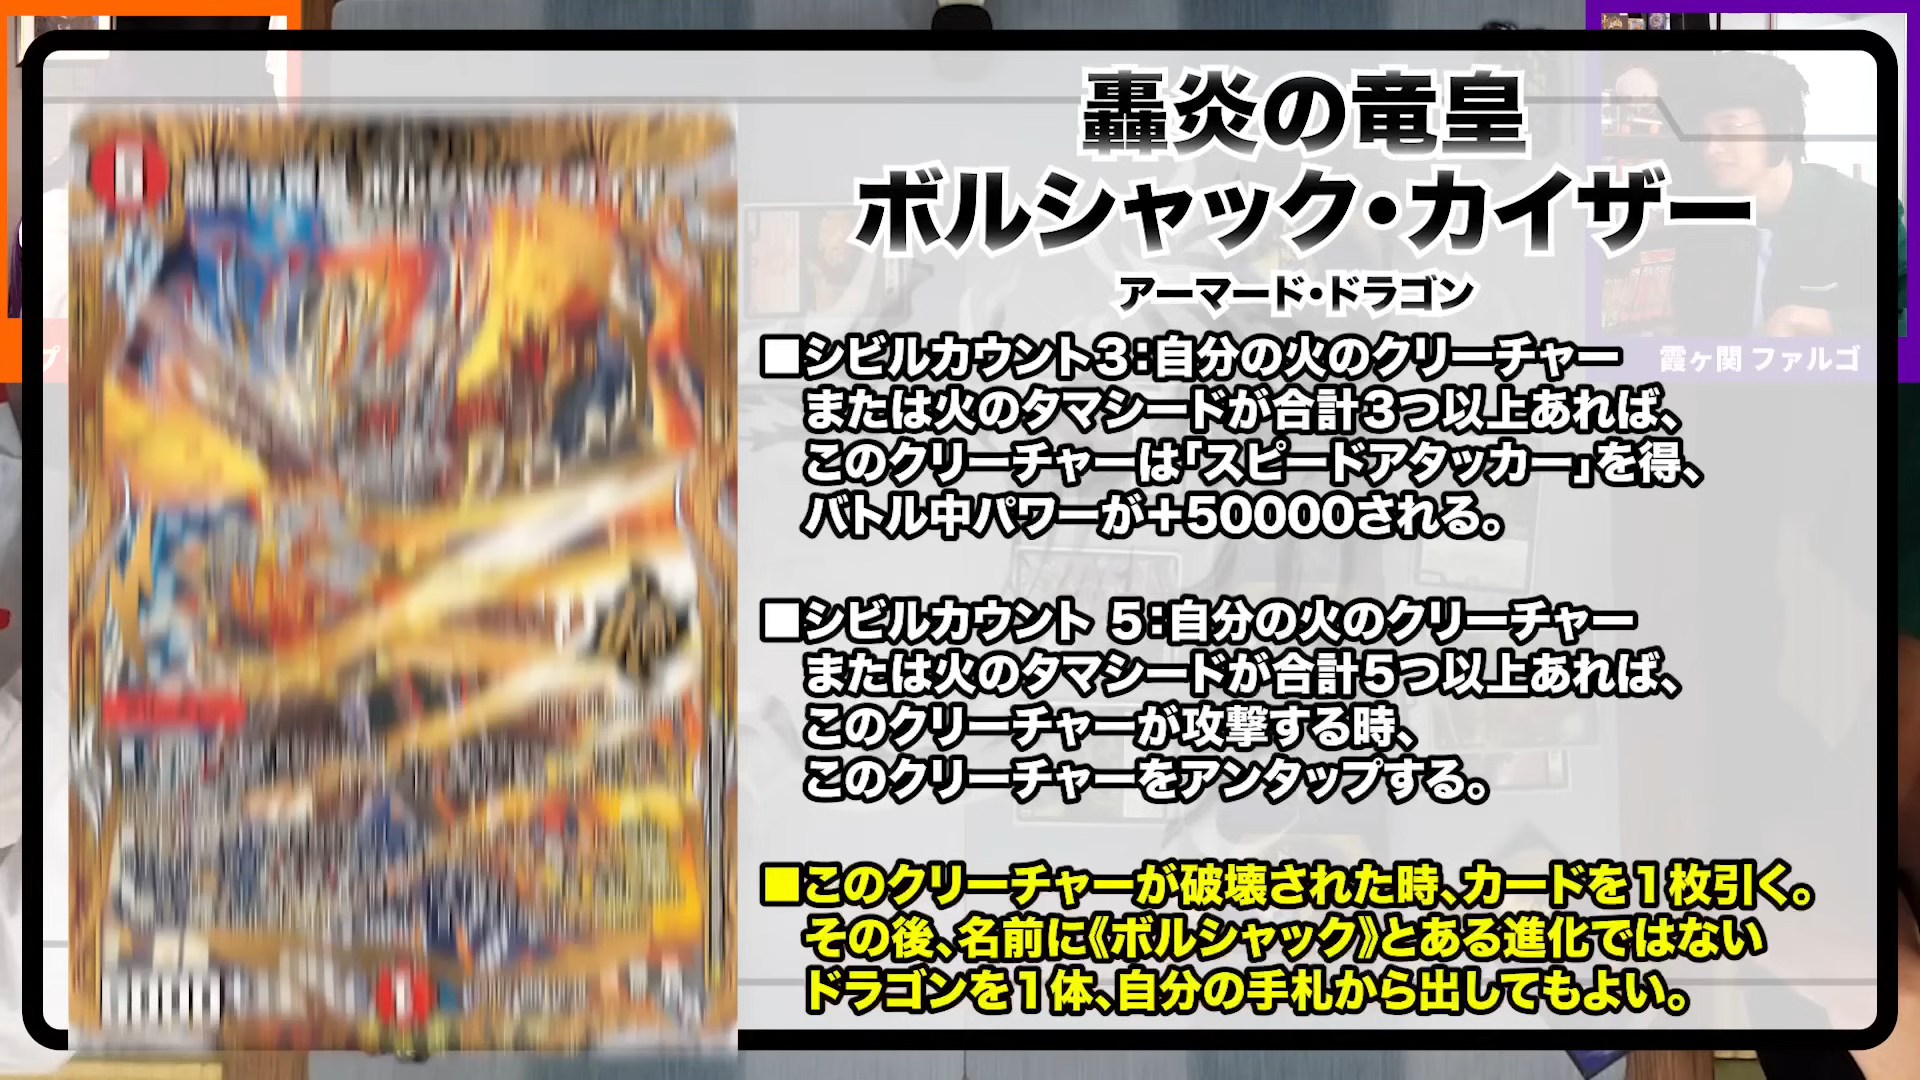 轟炎の竜皇
ボルシャック・カイザー
アーマード・ドラゴン
■シビルカウント3：自分の火のクリーチャー
または火のタマシードが合計3つ以上あれば、
このクリーチャーは「スピードアタッカー」を得、
バトル中パワーが＋50000される。
■シビルカウント 5：自分の火のクリーチャー
または火のタマシードが合計5つ以上あれば、
このクリーチャーが攻撃する時、
このクリーチャーをアンタップする。
■このクリーチャーが破壊された時、カードを1枚引く。
その後、名前に《ボルシャック》とある進化ではない
ドラゴンを1体、自分の手札から出してもよい。
霞ヶ関 ファルゴ
プ